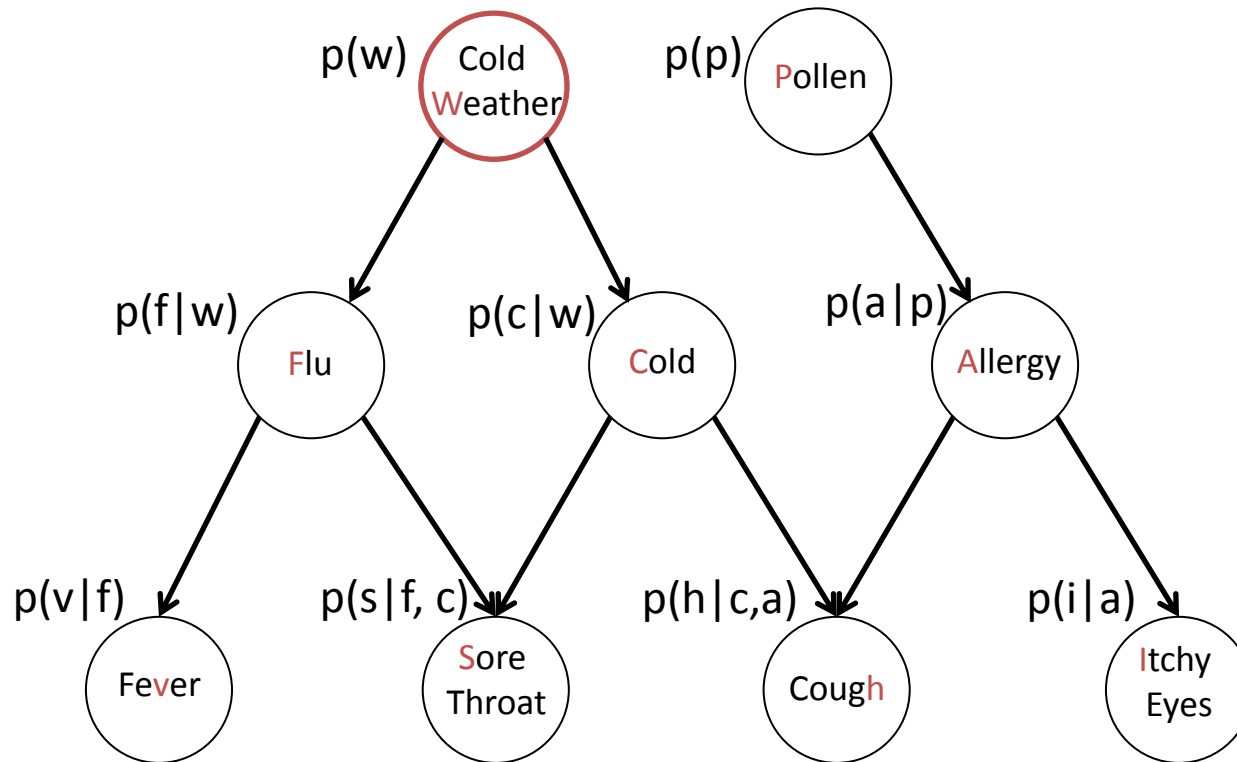 p(w)
Cold
Weather
p(p)
Pollen
p(f|w)
Flu
p(c|w)
Cold
p(a|p)
Allergy
p(v|f)
Fever
p(s|f, c)
Sore
Throat
p(h|c,a)
Cough
p(i|a)
Itchy
Eyes